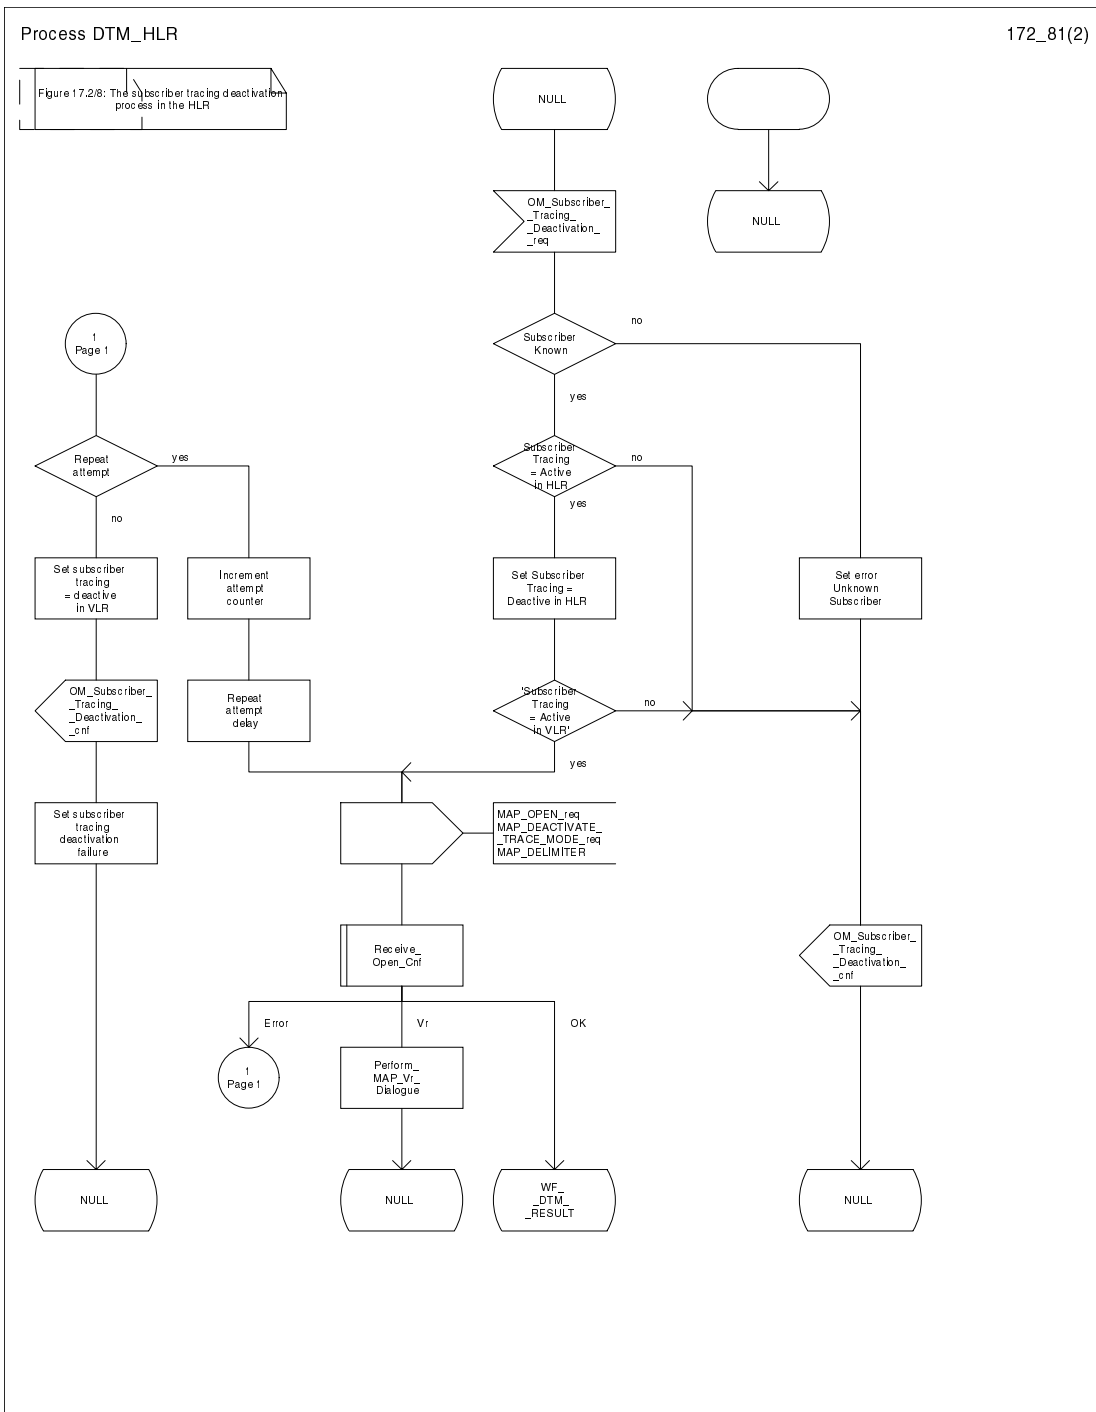 Process DTM_HLR
172_81(2)
Figure 17.2/8: The subscriber tracing deactivation
process in the HLR
NULL
OM_Subscriber_
_Tracing_
_Deactivation_
_req
NULL
1
Page 1
Subscriber
Known
no
yes
Repeat
attempt
yes
no
Subscriber
Tracing
= Active
in HLR
no
yes
Set subscriber
tracing
= deactive
in VLR
Increment
attempt
counter
Set Subscriber
Tracing =
Deactive in HLR
Set error
Unknown
Subscriber
OM_Subscriber_
_Tracing_
_Deactivation_
_cnf
Repeat
attempt
delay
'Subscriber
Tracing
= Active
in VLR'
no
yes
Set subscriber
tracing
deactivation
failure
MAP_OPEN_req
MAP_DEACTIVATE_
_TRACE_MODE_req
MAP_DELIMITER
Receive_
Open_Cnf
OM_Subscriber_
_Tracing_
_Deactivation_
_cnf
Error
Vr
OK
1
Page 1
Perform_
MAP_Vr_
Dialogue
NULL
NULL
WF_
_DTM_
_RESULT
NULL